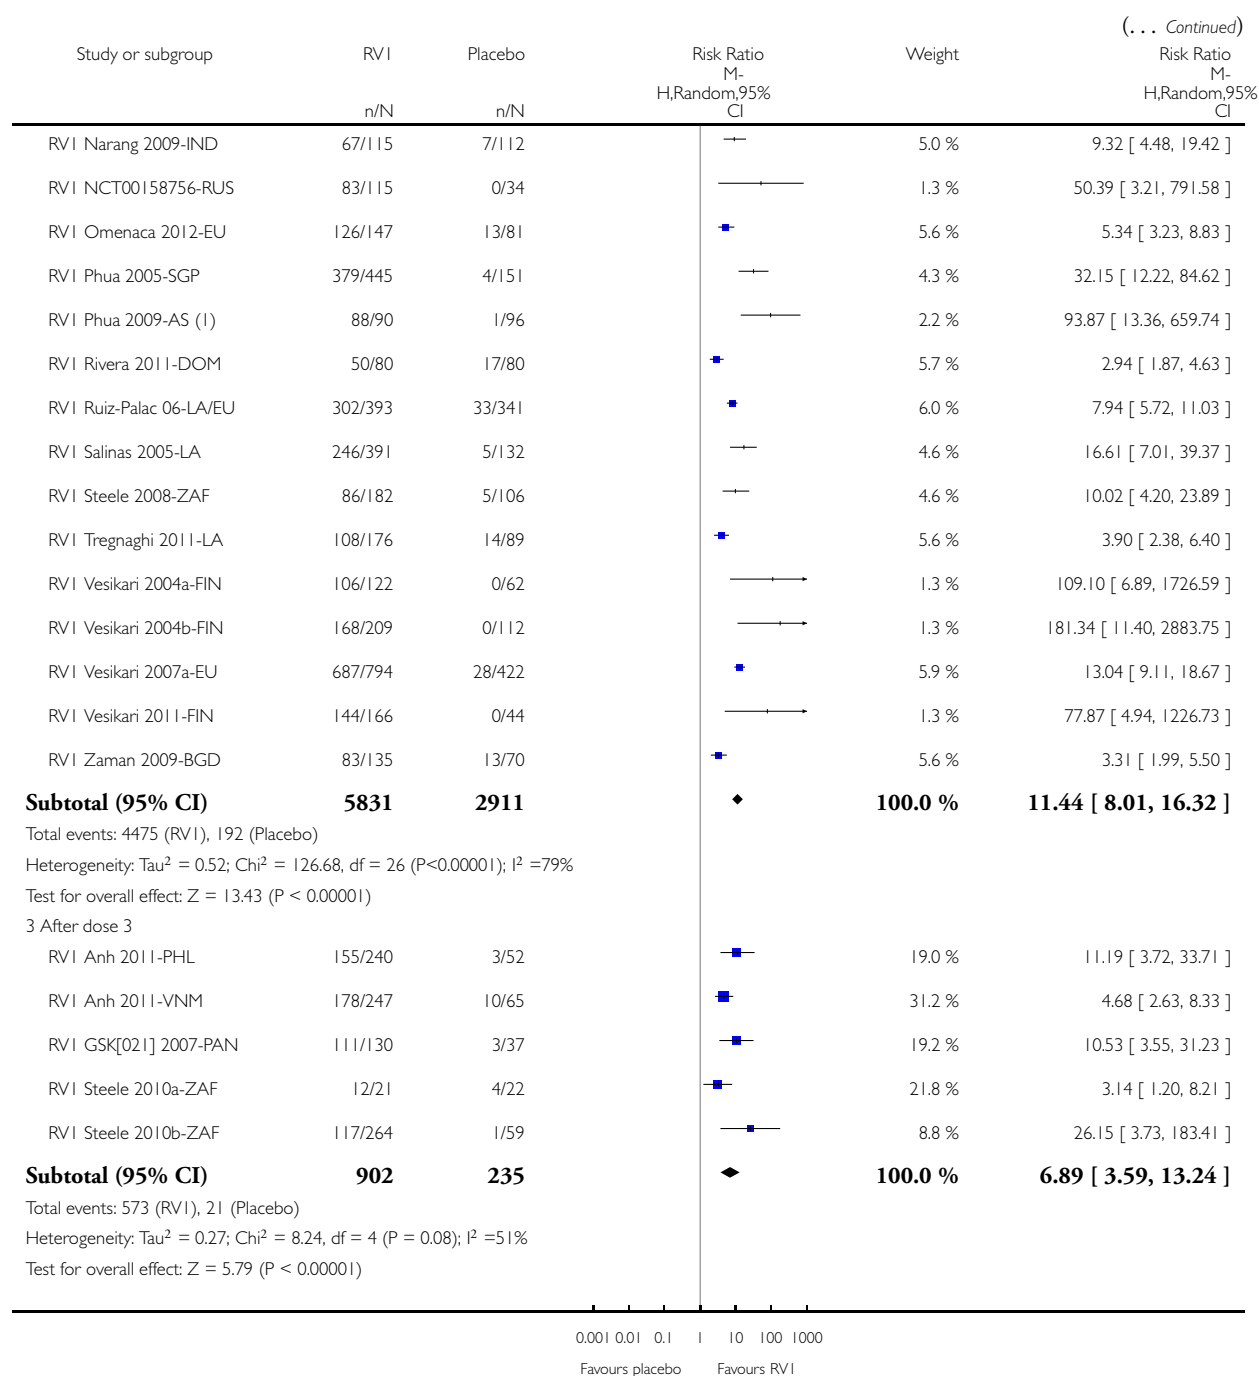 (... Continued)
Study or subgroup RV1 Placebo Risk Ratio Weight Risk Ratio
M- M-
H,Random,95% H,Random,95%
n/N n/N CI CI
RV1 Narang 2009-IND 67/115 7/112 5.0 % 9.32 [ 4.48, 19.42 ]
RV1 NCT00158756-RUS 83/115 0/34 1.3 % 50.39 [ 3.21, 791.58 ]
RV1 Omenaca 2012-EU 126/147 13/81 5.6 % 5.34 [ 3.23, 8.83 ]
RV1 Phua 2005-SGP 379/445 4/151 4.3 % 32.15 [ 12.22, 84.62 ]
RV1 Phua 2009-AS (1) 88/90 1/96 2.2 % 93.87 [ 13.36, 659.74 ]
RV1 Rivera 2011-DOM 50/80 17/80 5.7 % 2.94 [ 1.87, 4.63 ]
RV1 Ruiz-Palac 06-LA/EU 302/393 33/341 6.0 % 7.94 [ 5.72, 11.03 ]
RV1 Salinas 2005-LA 246/391 5/132 4.6 % 16.61 [ 7.01, 39.37 ]
RV1 Steele 2008-ZAF 86/182 5/106 4.6 % 10.02 [ 4.20, 23.89 ]
RV1 Tregnaghi 2011-LA 108/176 14/89 5.6 % 3.90 [ 2.38, 6.40 ]
RV1 Vesikari 2004a-FIN 106/122 0/62 1.3 % 109.10 [ 6.89, 1726.59 ]
RV1 Vesikari 2004b-FIN 168/209 0/112 1.3 % 181.34 [ 11.40, 2883.75 ]
RV1 Vesikari 2007a-EU 687/794 28/422 5.9 % 13.04 [ 9.11, 18.67 ]
RV1 Vesikari 2011-FIN 144/166 0/44 1.3 % 77.87 [ 4.94, 1226.73 ]
RV1 Zaman 2009-BGD 83/135 13/70 5.6 % 3.31 [ 1.99, 5.50 ]
Subtotal (95% CI) 5831 2911 100.0 % 11.44 [ 8.01, 16.32 ]
Total events: 4475 (RV1), 192 (Placebo)
Heterogeneity: Tau² = 0.52; Chi² = 126.68, df = 26 (P<0.00001); I² =79%
Test for overall effect: Z = 13.43 (P < 0.00001)
3 After dose 3
RV1 Anh 2011-PHL 155/240 3/52 19.0 % 11.19 [ 3.72, 33.71 ]
RV1 Anh 2011-VNM 178/247 10/65 31.2 % 4.68 [ 2.63, 8.33 ]
RV1 GSK[021] 2007-PAN 111/130 3/37 19.2 % 10.53 [ 3.55, 31.23 ]
RV1 Steele 2010a-ZAF 12/21 4/22 21.8 % 3.14 [ 1.20, 8.21 ]
RV1 Steele 2010b-ZAF 117/264 1/59 8.8 % 26.15 [ 3.73, 183.41 ]
Subtotal (95% CI) 902 235 100.0 % 6.89 [ 3.59, 13.24 ]
Total events: 573 (RV1), 21 (Placebo)
Heterogeneity: Tau² = 0.27; Chi² = 8.24, df = 4 (P = 0.08); I² =51%
Test for overall effect: Z = 5.79 (P < 0.00001)
0.001 0.01 0.1 1 10 100 1000
Favours placebo Favours RV1